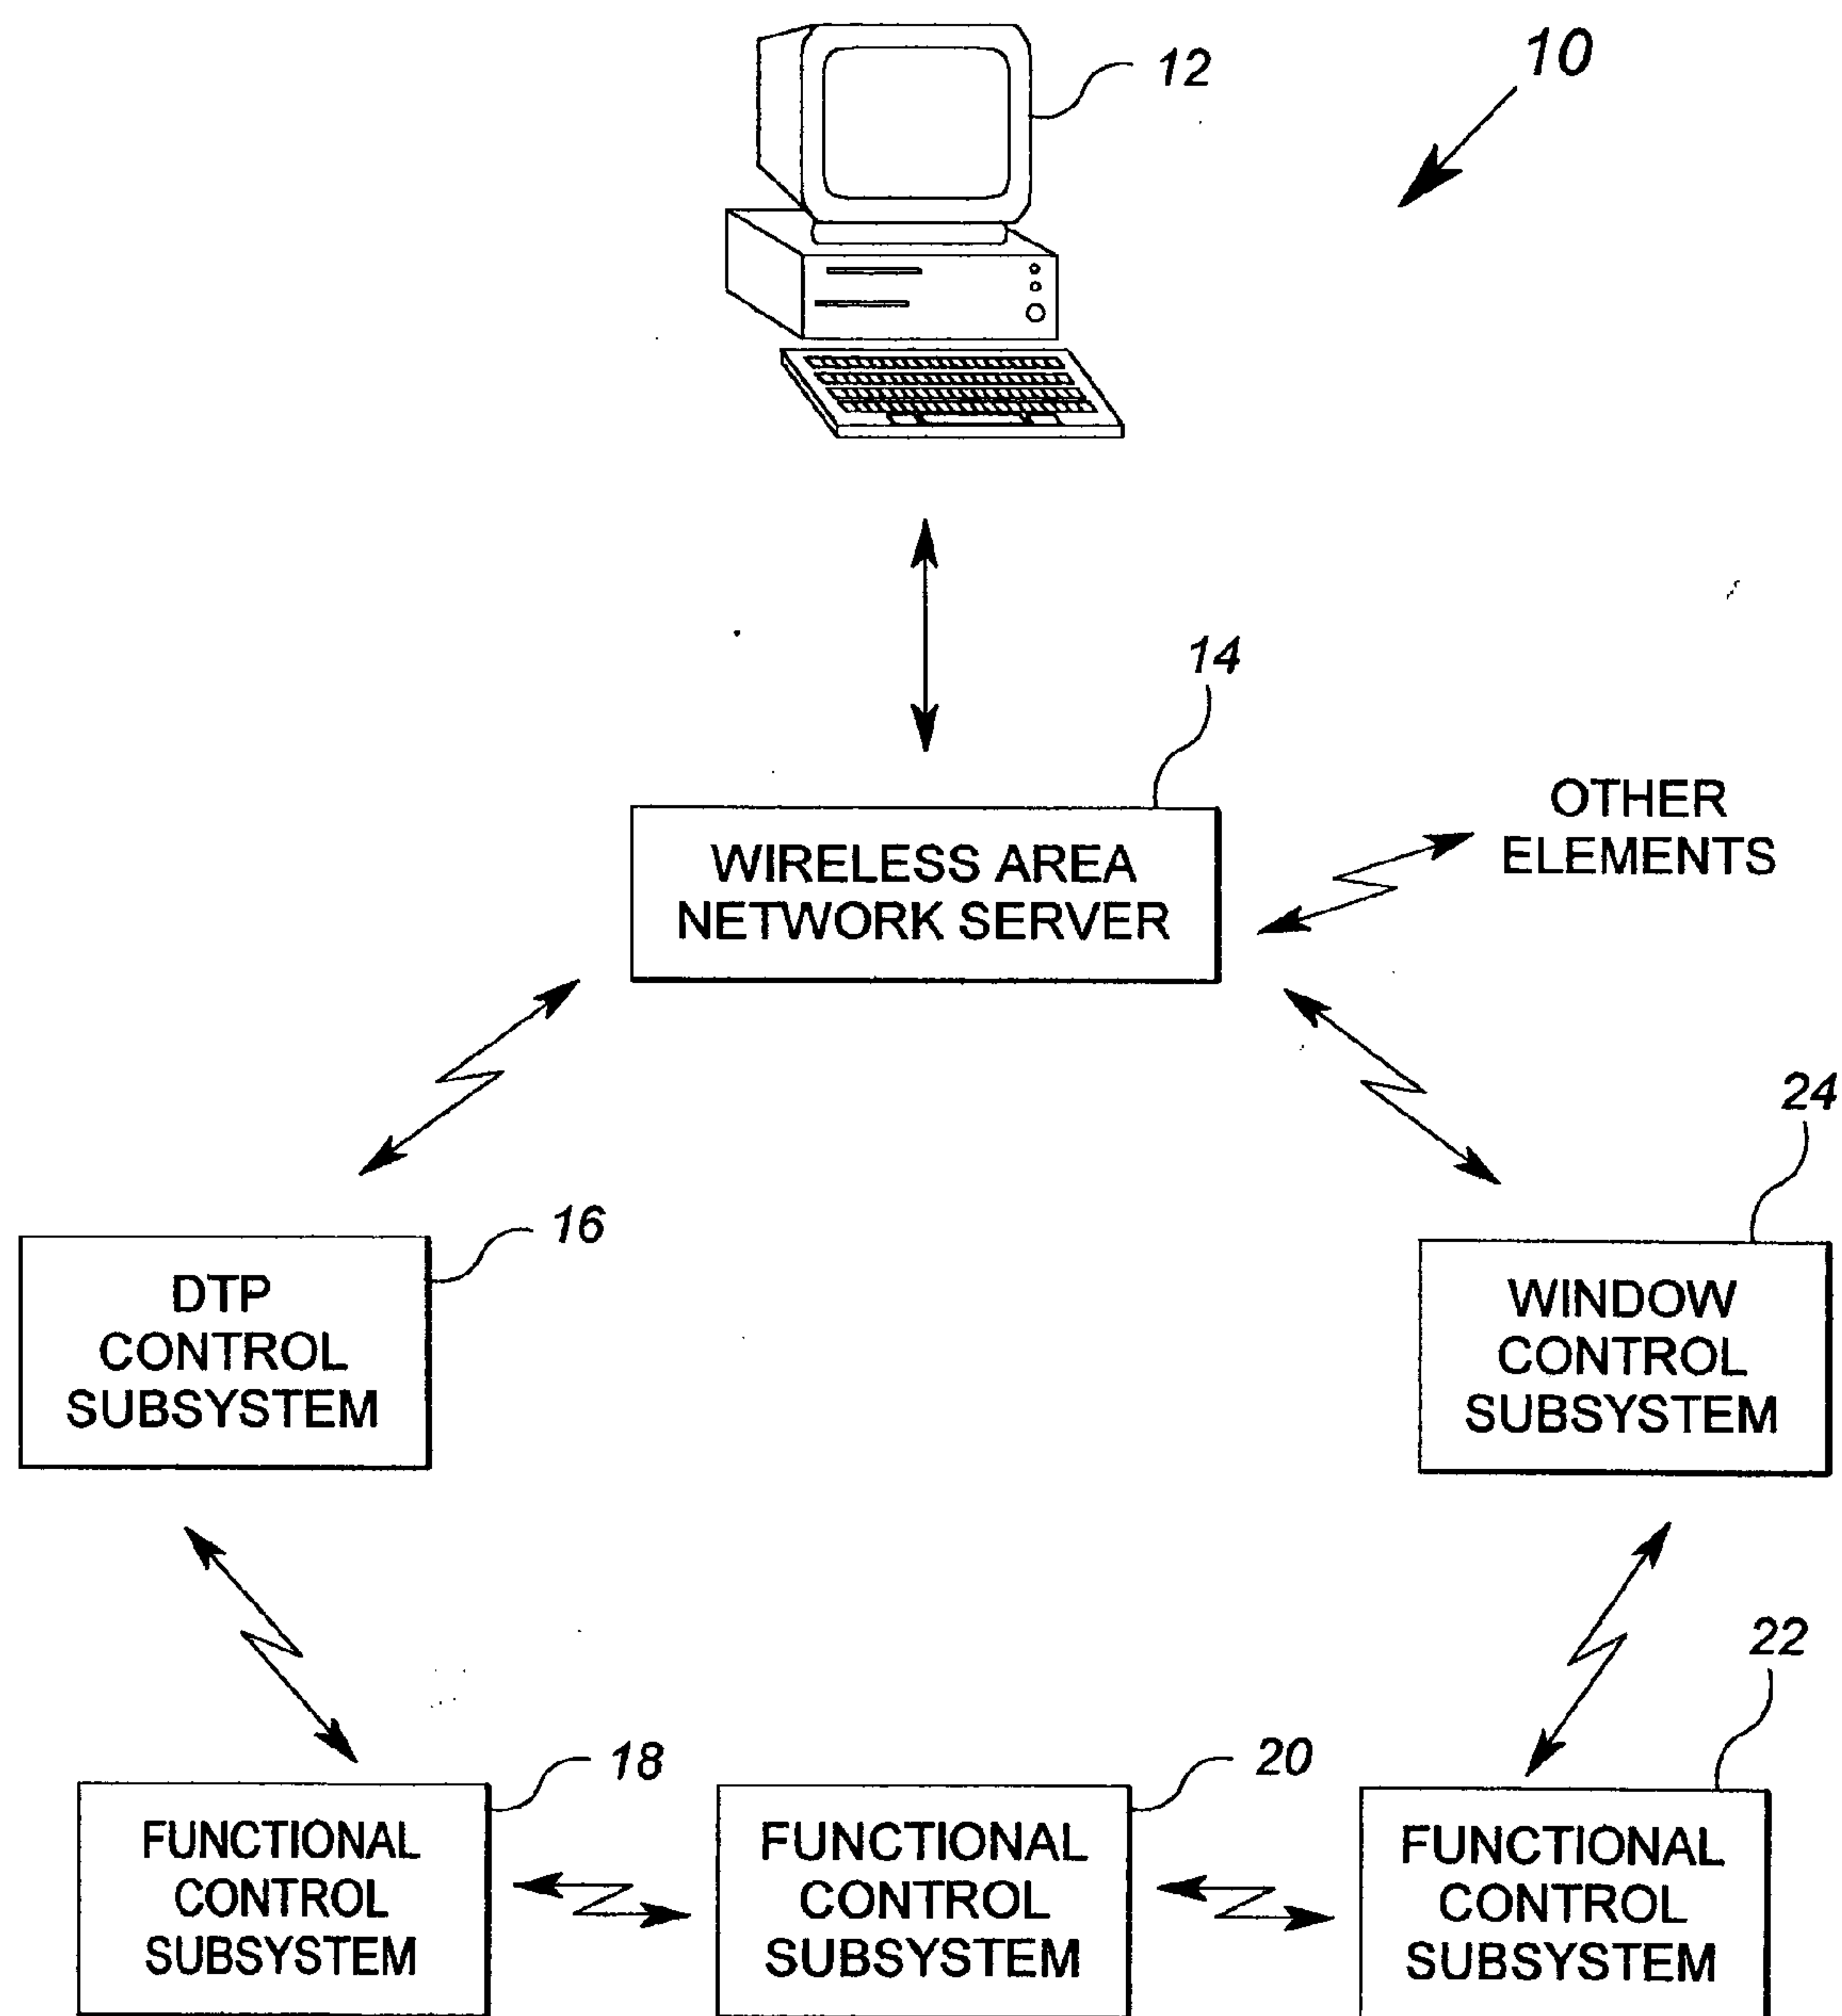 10
12
14
WIRELESS AREA
NETWORK SERVER
OTHER
ELEMENTS
16
DTP
CONTROL
SUBSYSTEM
24
WINDOW
CONTROL
SUBSYSTEM
18
FUNCTIONAL
CONTROL
SUBSYSTEM
20
FUNCTIONAL
CONTROL
SUBSYSTEM
22
FUNCTIONAL
CONTROL
SUBSYSTEM